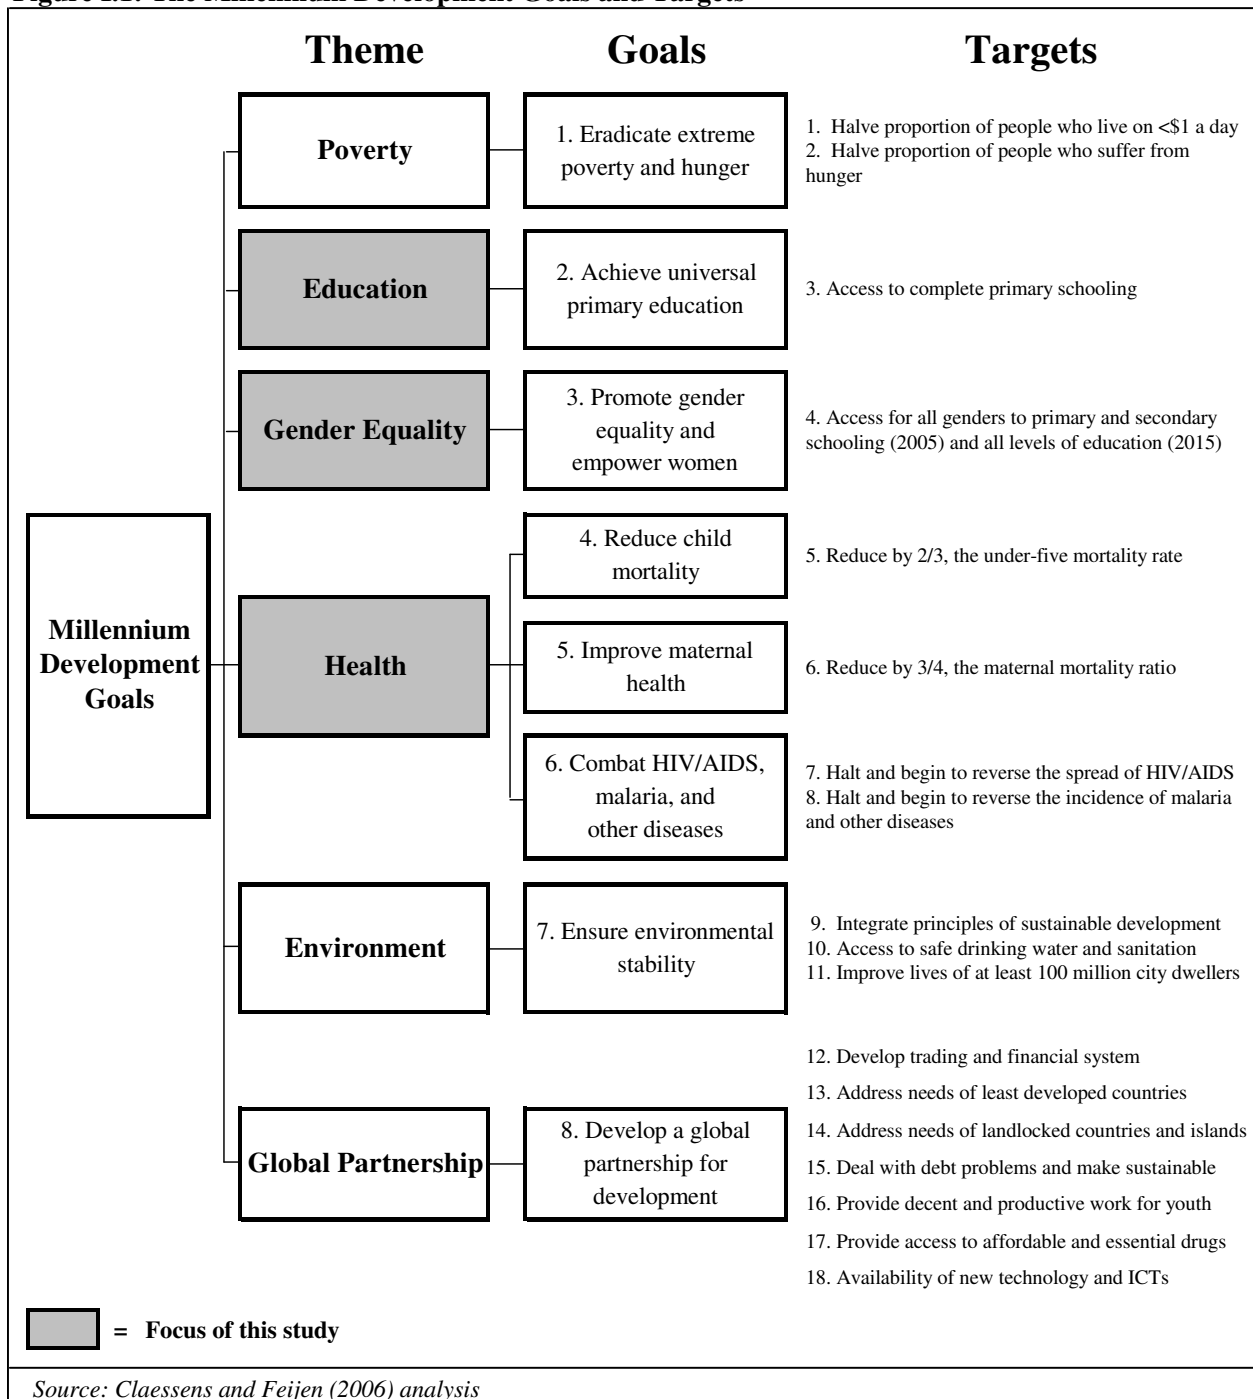 Figure I.1: The Millennium Development Goals and Targets
Theme Goals Targets
Poverty
1. Eradicate extreme
poverty and hunger
1. Halve proportion of people who live on <$1 a day
2. Halve proportion of people who suffer from
hunger
Education
2. Achieve universal
primary education
3. Access to complete primary schooling
Gender Equality
3. Promote gender
equality and
empower women
4. Access for all genders to primary and secondary
schooling (2005) and all levels of education (2015)
Millennium
Development
Goals
Health
4. Reduce child
mortality
5. Reduce by 2/3, the under-five mortality rate
5. Improve maternal
health
6. Reduce by 3/4, the maternal mortality ratio
6. Combat HIV/AIDS,
malaria, and
other diseases
7. Halt and begin to reverse the spread of HIV/AIDS
8. Halt and begin to reverse the incidence of malaria
and other diseases
Environment
7. Ensure environmental
stability
9. Integrate principles of sustainable development
10. Access to safe drinking water and sanitation
11. Improve lives of at least 100 million city dwellers
Global Partnership
8. Develop a global
partnership for
development
12. Develop trading and financial system
13. Address needs of least developed countries
14. Address needs of landlocked countries and islands
15. Deal with debt problems and make sustainable
16. Provide decent and productive work for youth
17. Provide access to affordable and essential drugs
18. Availability of new technology and ICTs
= Focus of this study
Source: Claessens and Feijen (2006) analysis